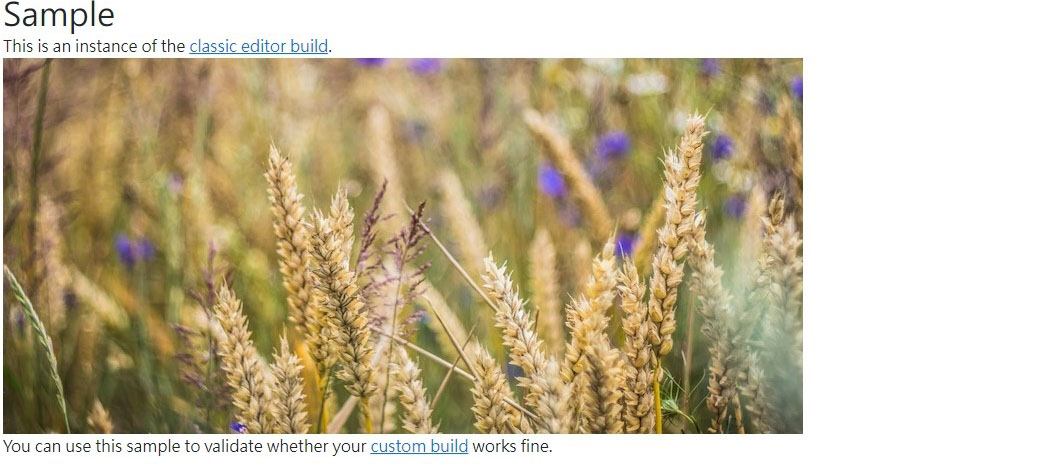 Sample
This is an instance of the classic editor build.
You can use this sample to validate whether your custom build works fine.